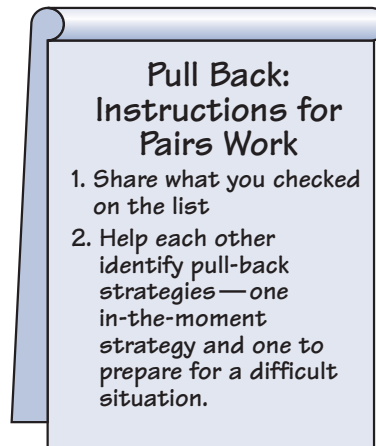 Pull Back:
Instructions for
Pairs Work
1. Share what you checked
on the list
2. Help each other
identify pull-back
strategies — one
in-the-moment
strategy and one to
prepare for a difficult
situation.